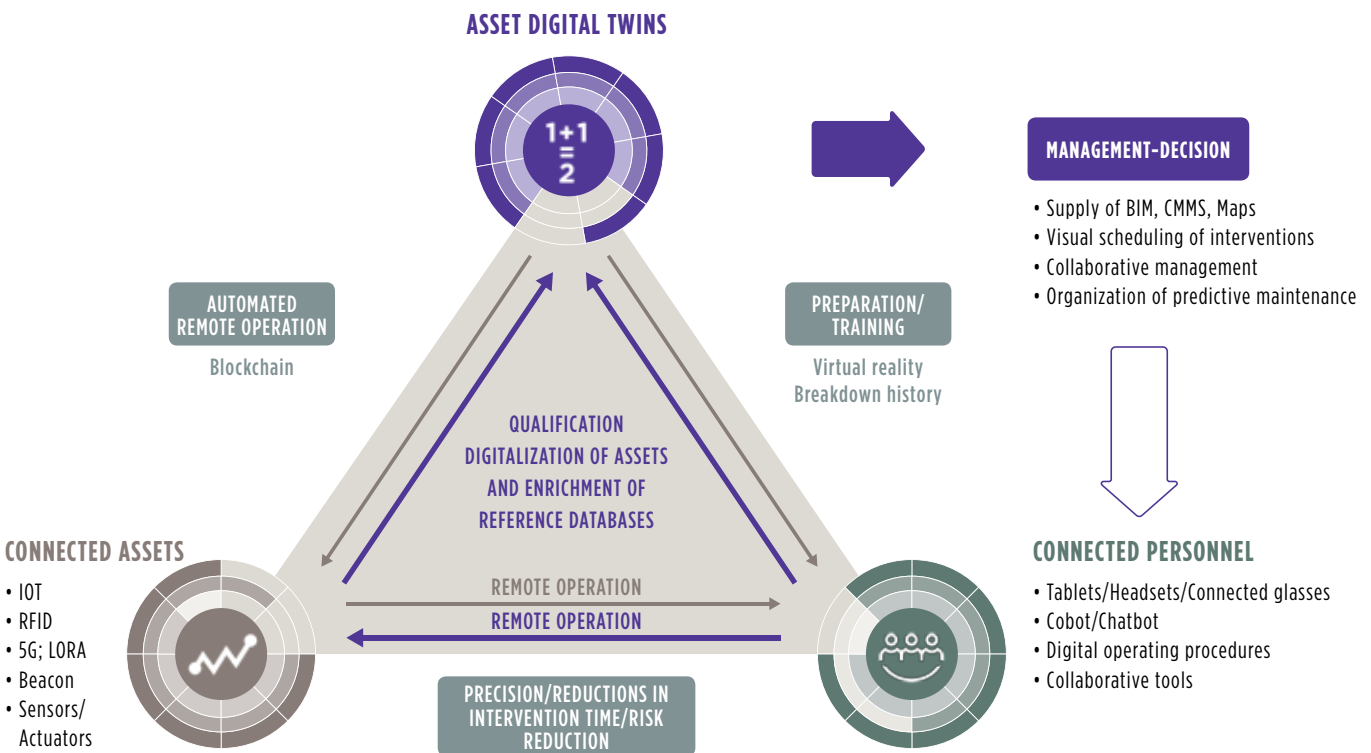 ASSET DIGITAL TWINS
1+1
=
2
MANAGEMENT-DECISION
• Supply of BIM, CMMS, Maps
• Visual scheduling of interventions
• Collaborative management
• Organization of predictive maintenance
AUTOMATED
REMOTE OPERATION
Blockchain
PREPARATION/
TRAINING
Virtual reality
Breakdown history
QUALIFICATION
DIGITALIZATION OF ASSETS
AND ENRICHMENT OF
REFERENCE DATABASES
CONNECTED ASSETS
• IOT
• RFID
• 5G; LORA
• Beacon
• Sensors/
Actuators
REMOTE OPERATION
REMOTE OPERATION
PRECISION/REDUCTIONS IN
INTERVENTION TIME/RISK
REDUCTION
CONNECTED PERSONNEL
• Tablets/Headsets/Connected glasses
• Cobot/Chatbot
• Digital operating procedures
• Collaborative tools